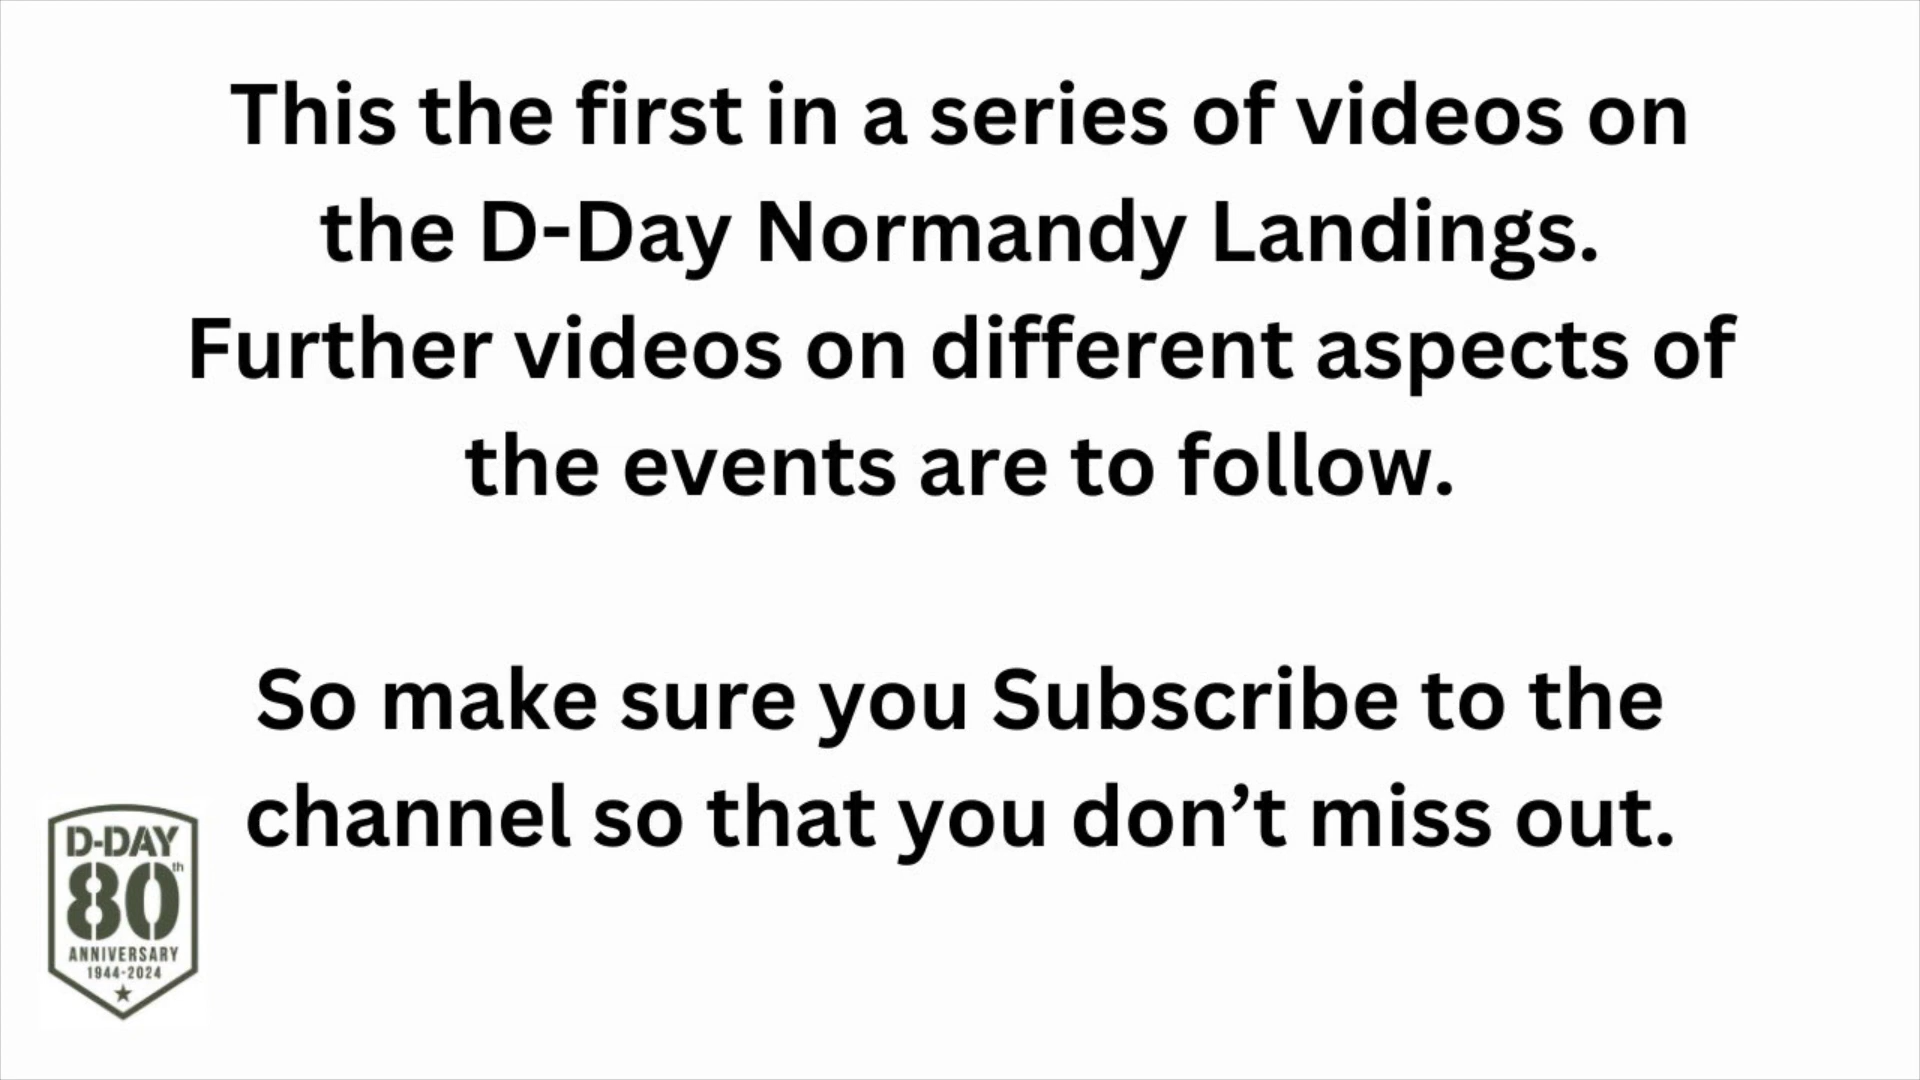 This the first in a series of videos on
the D-Day Normandy Landings.
Further videos on different aspects of
the events are to follow.
So make sure you Subscribe to the
channel so that you don’t miss out.
D-DAY
80th
ANNIVERSARY
1944-2024